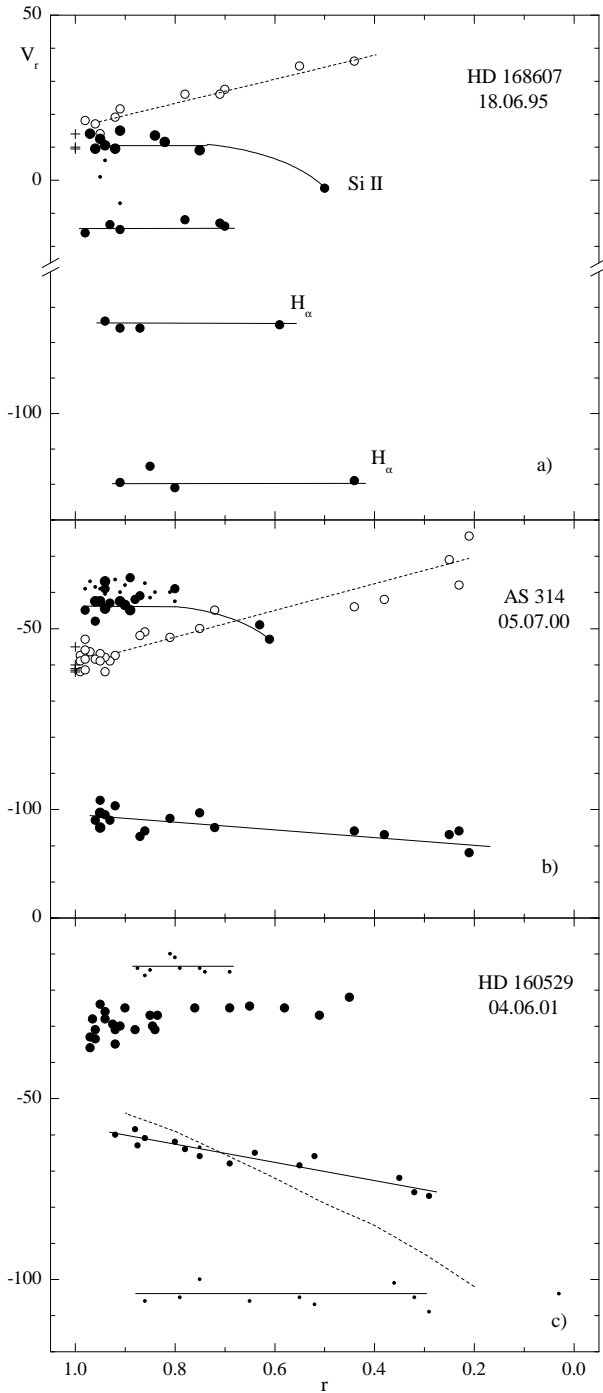 50
V_r
HD 168607
18.06.95
0
Si II
H_α
-100
H_α
a)
AS 314
05.07.00
-50
-100
b)
0
HD 160529
04.06.01
-50
-100
c)
1.0 0.8 0.6 0.4 0.2 0.0
r